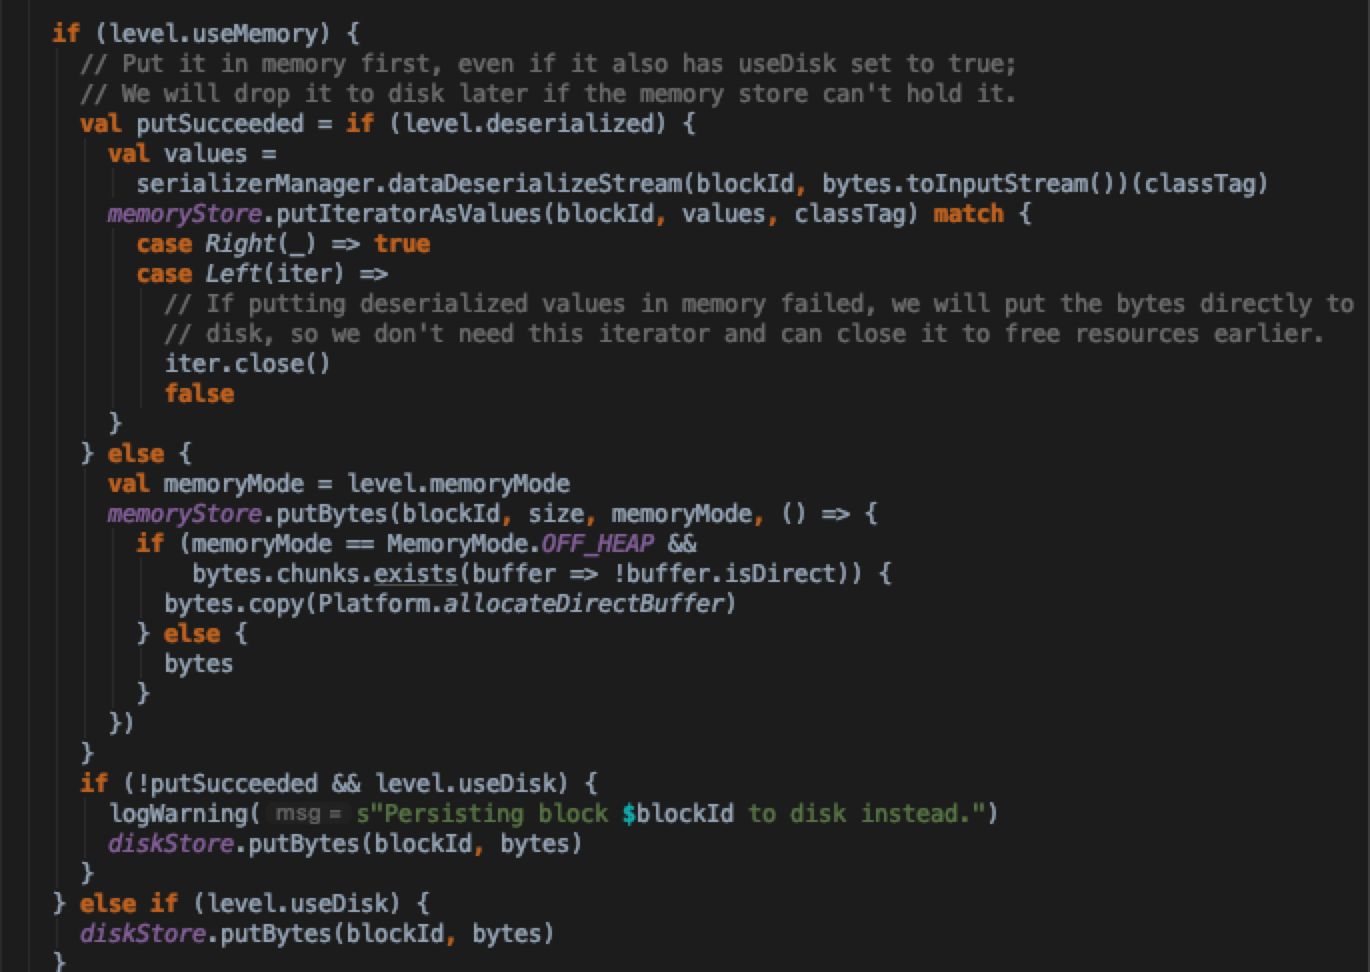 if (level.useMemory) {
// Put it in memory first, even if it also has useDisk set to true;
// We will drop it to disk later if the memory store can't hold it.
val putSucceeded = if (level.deserialized) {
val values =
serializerManager.dataDeserializeStream(blockId, bytes.toInputStream())(classTag)
memoryStore.putIteratorAsValues(blockId, values, classTag) match {
case Right(_) => true
case Left(iter) =>
// If putting deserialized values in memory failed, we will put the bytes directly to
// disk, so we don't need this iterator and can close it to free resources earlier.
iter.close()
false
}
} else {
val memoryMode = level.memoryMode
memoryStore.putBytes(blockId, size, memoryMode, () => {
if (memoryMode == MemoryMode.OFF_HEAP &&
bytes.chunks.exists(buffer => !buffer.isDirect)) {
bytes.copy(Platform.allocateDirectBuffer)
} else {
bytes
}
})
}
if (!putSucceeded && level.useDisk) {
logWarning( msg = s"Persisting block $blockId to disk instead.")
diskStore.putBytes(blockId, bytes)
}
} else if (level.useDisk) {
diskStore.putBytes(blockId, bytes)
}